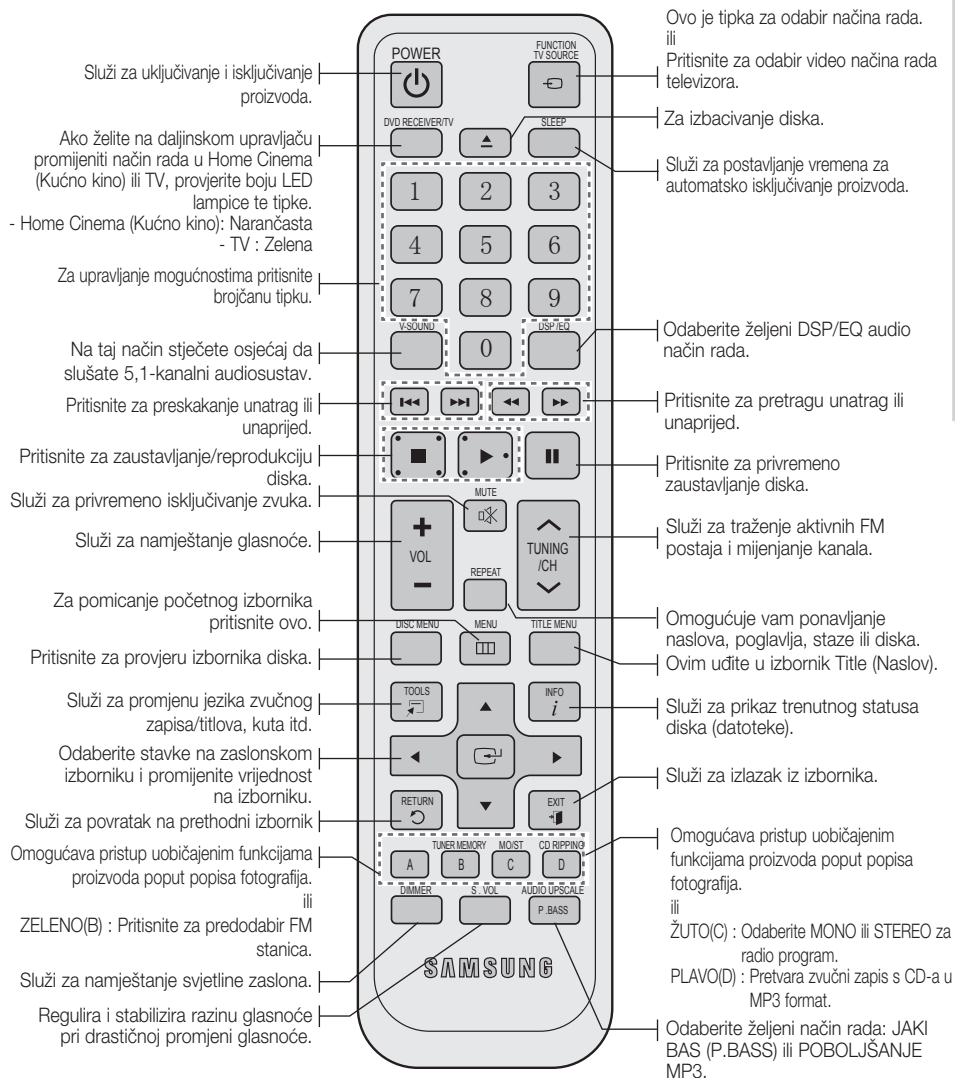 Služi za uključivanje i isključivanje
proizvoda.
Ako želite na daljinskom upravljaču
promijeniti način rada u Home Cinema
(Kućno kino) ili TV, provjerite boju LED
lampice te tipke.
- Home Cinema (Kućno kino): Narančasta
- TV : Zelena
Za upravljanje mogućnostima pritisnite
brojčanu tipku.
Na taj način stječete osjećaj da
slušate 5,1-kanalni audiosustav.
Pritisnite za preskakanje unatrag ili
unaprijed.
Pritisnite za zaustavljanje/reprodukciju
diska.
Služi za privremeno isključivanje zvuka.
Služi za namještanje glasnoće.
Za pomicanje početnog izbornika
pritisnite ovo.
Pritisnite za provjeru izbornika diska.
Služi za promjenu jezika zvučnog
zapisa/titlova, kuta itd.
Odaberite stavke na zaslonskom
izborniku i promijenite vrijednost
na izborniku.
Služi za povratak na prethodni izbornik
Omogućava pristup uobičajenim funkcijama
proizvoda poput popisa fotografija.
ili
ZELENO(B) : Pritisnite za predodabir FM
stanica.
Služi za namještanje svjetline zaslona.
Regulira i stabilizira razinu glasnoće
pri drastičnoj promjeni glasnoće.
POWER
FUNCTION
TV SOURCE
DVD RECEIVER/TV
SLEEP
1 2 3
4 5 6
7 8 9
V-SOUND
0
DSP /EQ
MUTE
VOL
TUNING
/CH
REPEAT
DISC MENU
MENU
TITLE MENU
TOOLS
INFO
i
RETURN
EXIT
TUNER MEMORY MO/ST CD RIPPING
A B C D
DIMMER
S . VOL
AUDIO UPSCALE
P .BASS
SAMSUNG
Ovo je tipka za odabir načina rada.
ili
Pritisnite za odabir video načina rada
televizora.
Za izbacivanje diska.
Služi za postavljanje vremena za
automatsko isključivanje proizvoda.
Odaberite željeni DSP/EQ audio
način rada.
Pritisnite za pretragu unatrag ili
unaprijed.
Pritisnite za privremeno
zaustavljanje diska.
Služi za traženje aktivnih FM
postaja i mijenjanje kanala.
Omogućuje vam ponavljanje
naslova, poglavlja, staze ili diska.
Ovim uđite u izbornik Title (Naslov).
Služi za prikaz trenutnog statusa
diska (datoteke).
Služi za izlazak iz izbornika.
Omogućava pristup uobičajenim
funkcijama proizvoda poput popisa
fotografija.
ili
ŽUTO(C) : Odaberite MONO ili STEREO za
radio program.
PLAVO(D) : Pretvara zvučni zapis s CD-a u
MP3 format.
Odaberite željeni način rada: JAKI
BAS (P.BASS) ili POBOLJŠANJE
MP3.